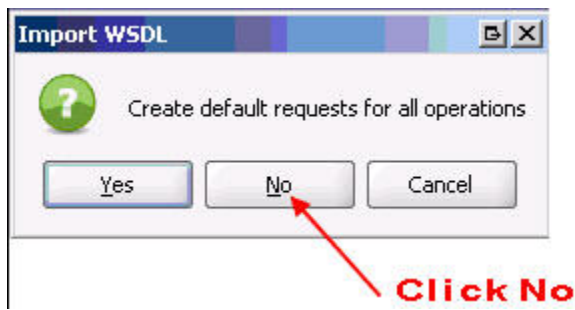 Import WSDL
Create default requests for all operations
Yes No Cancel
Click No